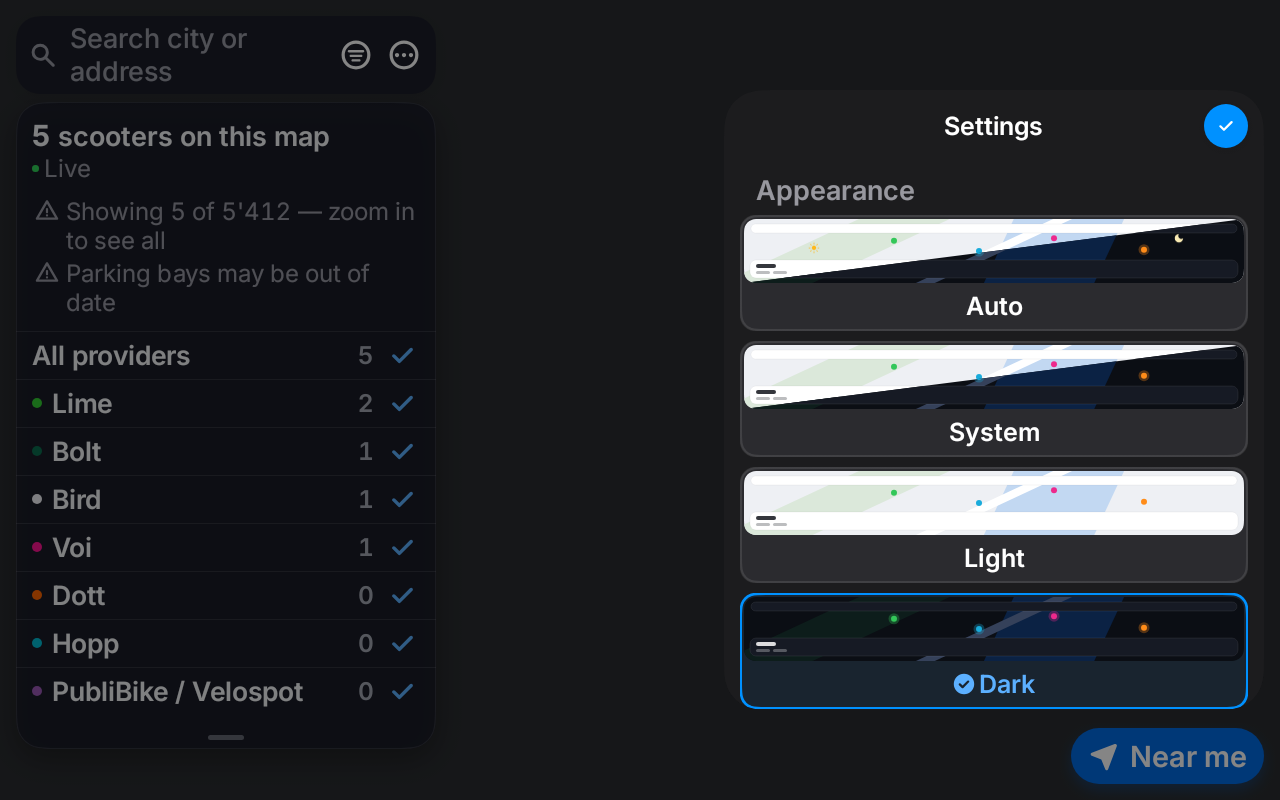 Search city or
address
5 scooters on this map
Live
Showing 5 of 5'412 — zoom in
to see all
Parking bays may be out of
date
All providers 5
Lime 2
Bolt 1
Bird 1
Voi 1
Dott 0
Hopp 0
PubliBike / Velospot 0
Settings
Appearance
Auto
System
Light
Dark
Near me